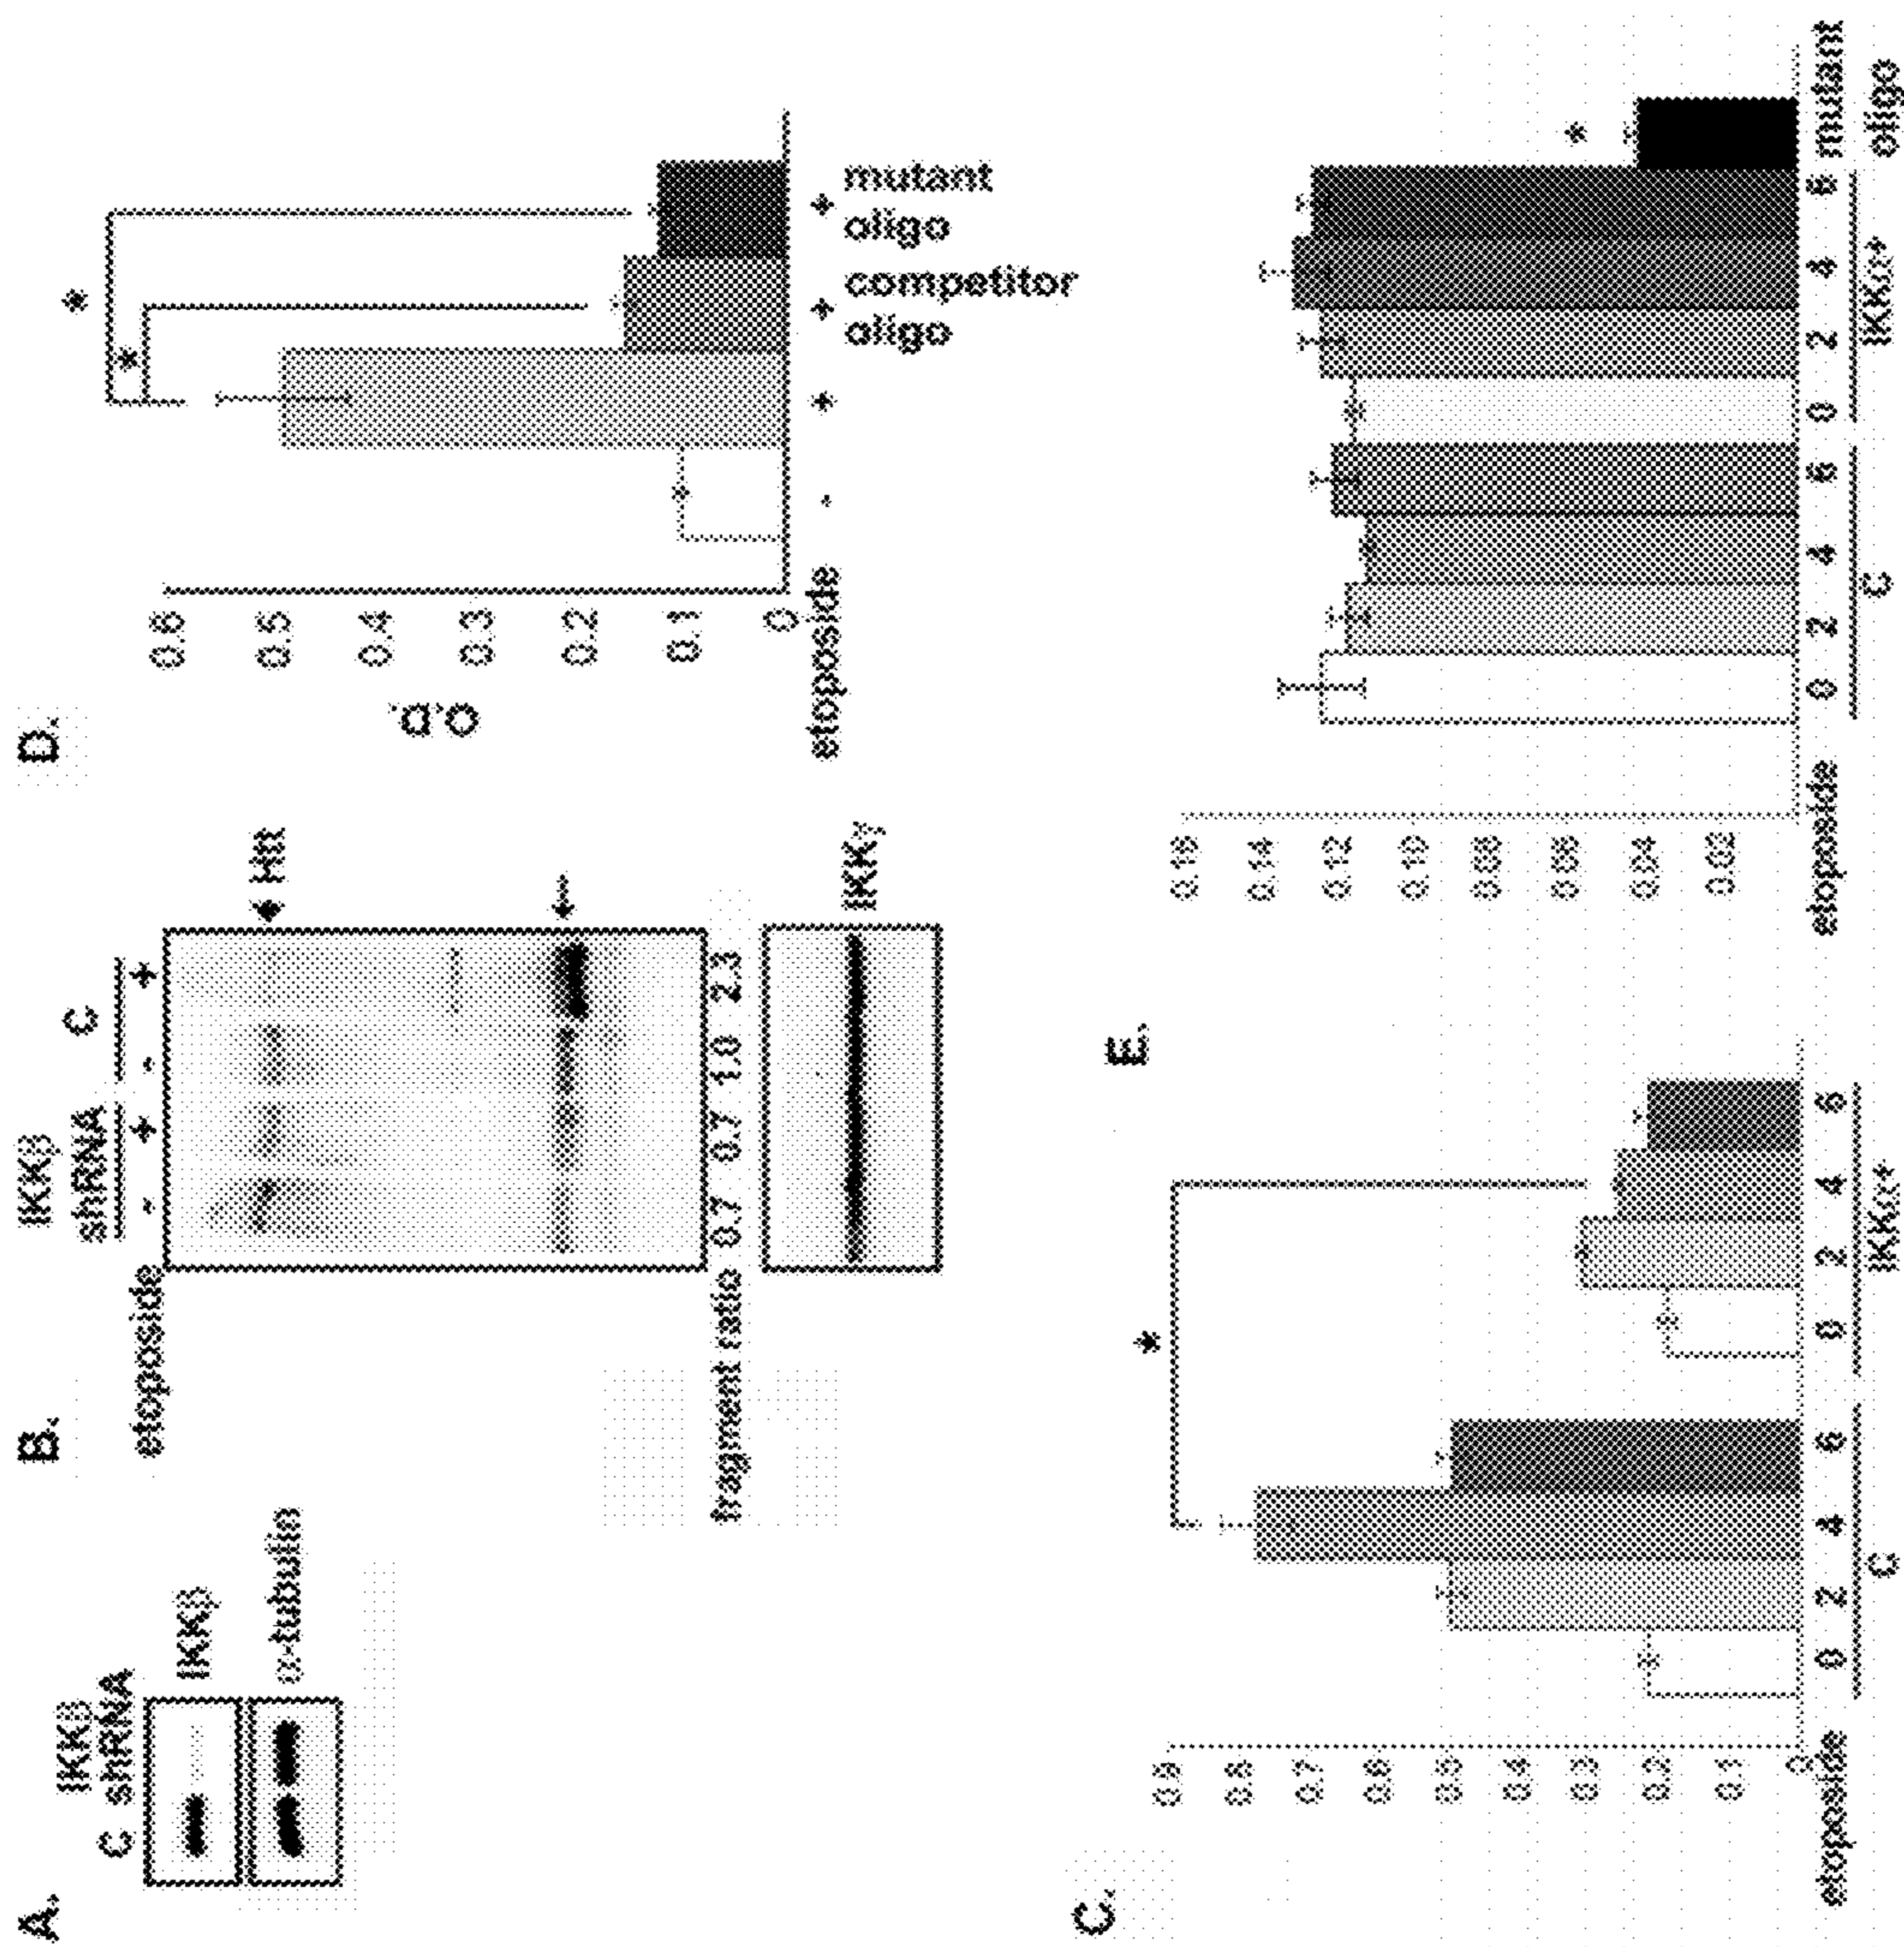 A.
IKKβ
C shRNA
IKKβ
α-tubulin
B.
IKKβ
shRNA C
etoposide - + - +
Htt
fragment ratio 0.7 0.7 1.0 2.3
IKKγ
D.
O.D.
0.6
0.5
0.4
0.3
0.2
0.1
0
* *
etoposide - + + +
competitor mutant
oligo oligo
C.
0.9
0.8
0.7
0.6
0.5
0.4
0.3
0.2
0.1
0
*
etoposide 0 2 4 6 0 2 4 6
C IKKα+
E.
0.16
0.14
0.12
0.10
0.08
0.06
0.04
0.02
*
etoposide 0 2 4 6 0 2 4 6 mutant
C IKKα+ oligo